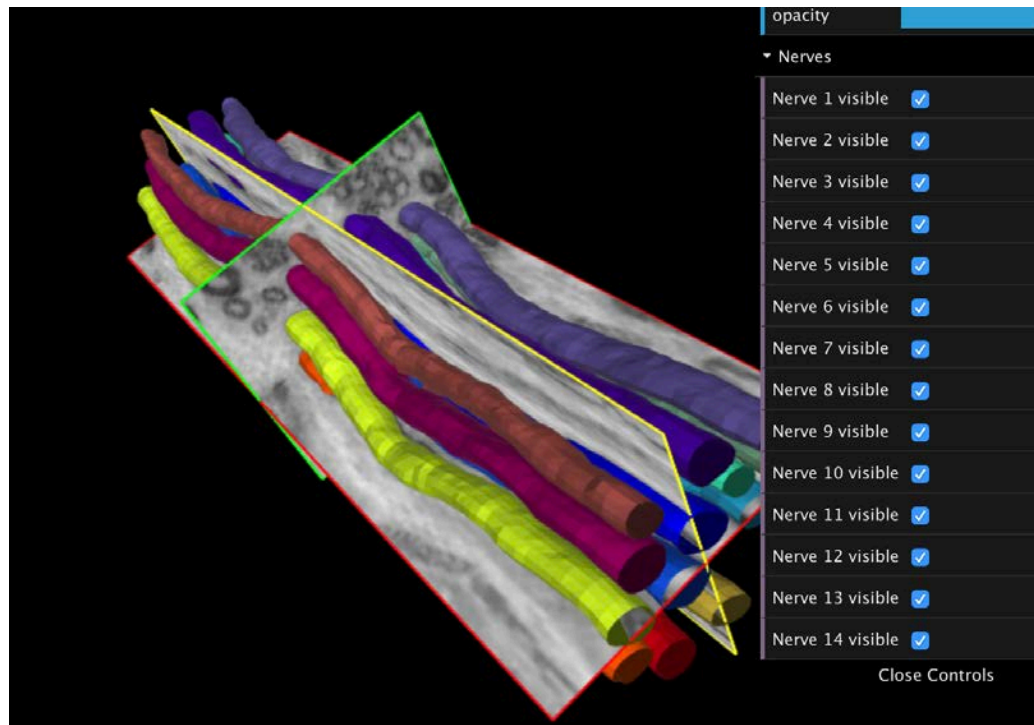 opacity
Nerves
Nerve 1 visible
Nerve 2 visible
Nerve 3 visible
Nerve 4 visible
Nerve 5 visible
Nerve 6 visible
Nerve 7 visible
Nerve 8 visible
Nerve 9 visible
Nerve 10 visible
Nerve 11 visible
Nerve 12 visible
Nerve 13 visible
Nerve 14 visible
Close Controls